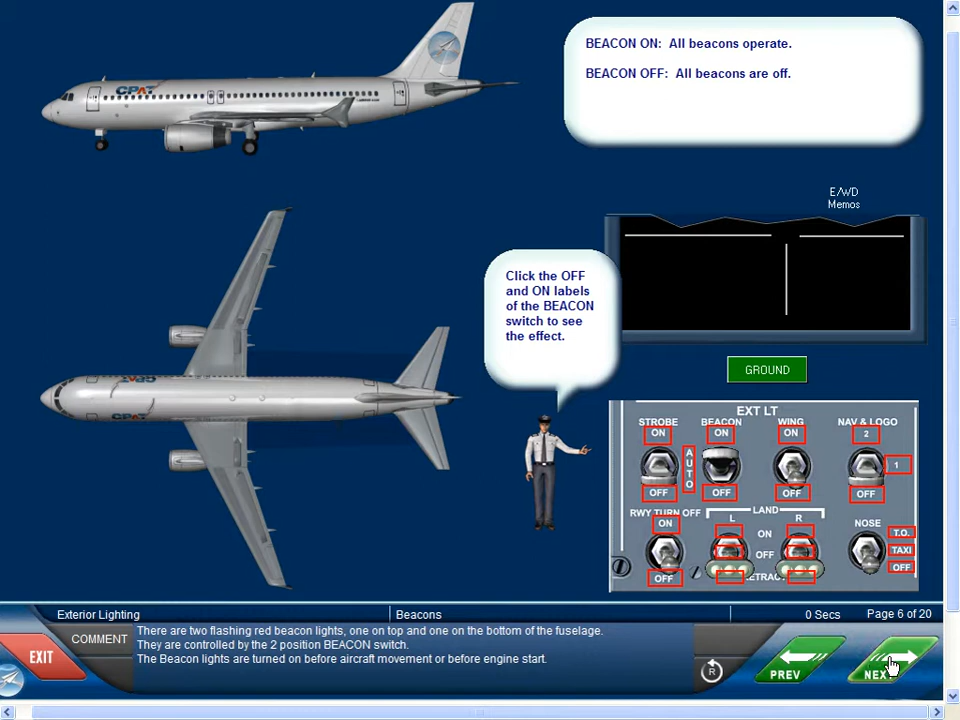 BEACON ON: All beacons operate.
BEACON OFF: All beacons are off.
CPAT
E/WD
Memos
Click the OFF
and ON labels
of the BEACON
switch to see
the effect.
GROUND
CPAT
CPAT
EXT LT
STROBE BEACON WING NAV & LOGO
ON ON ON 2
AUTO
1
OFF OFF OFF OFF
RWY TURN OFF LAND
L R NOSE
ON ON T.O.
OFF TAXI
OFF
OFF RETRACT
Exterior Lighting Beacons 0 Secs Page 6 of 20
COMMENT
There are two flashing red beacon lights, one on top and one on the bottom of the fuselage.
They are controlled by the 2 position BEACON switch.
The Beacon lights are turned on before aircraft movement or before engine start.
EXIT
R
PREV
NEXT